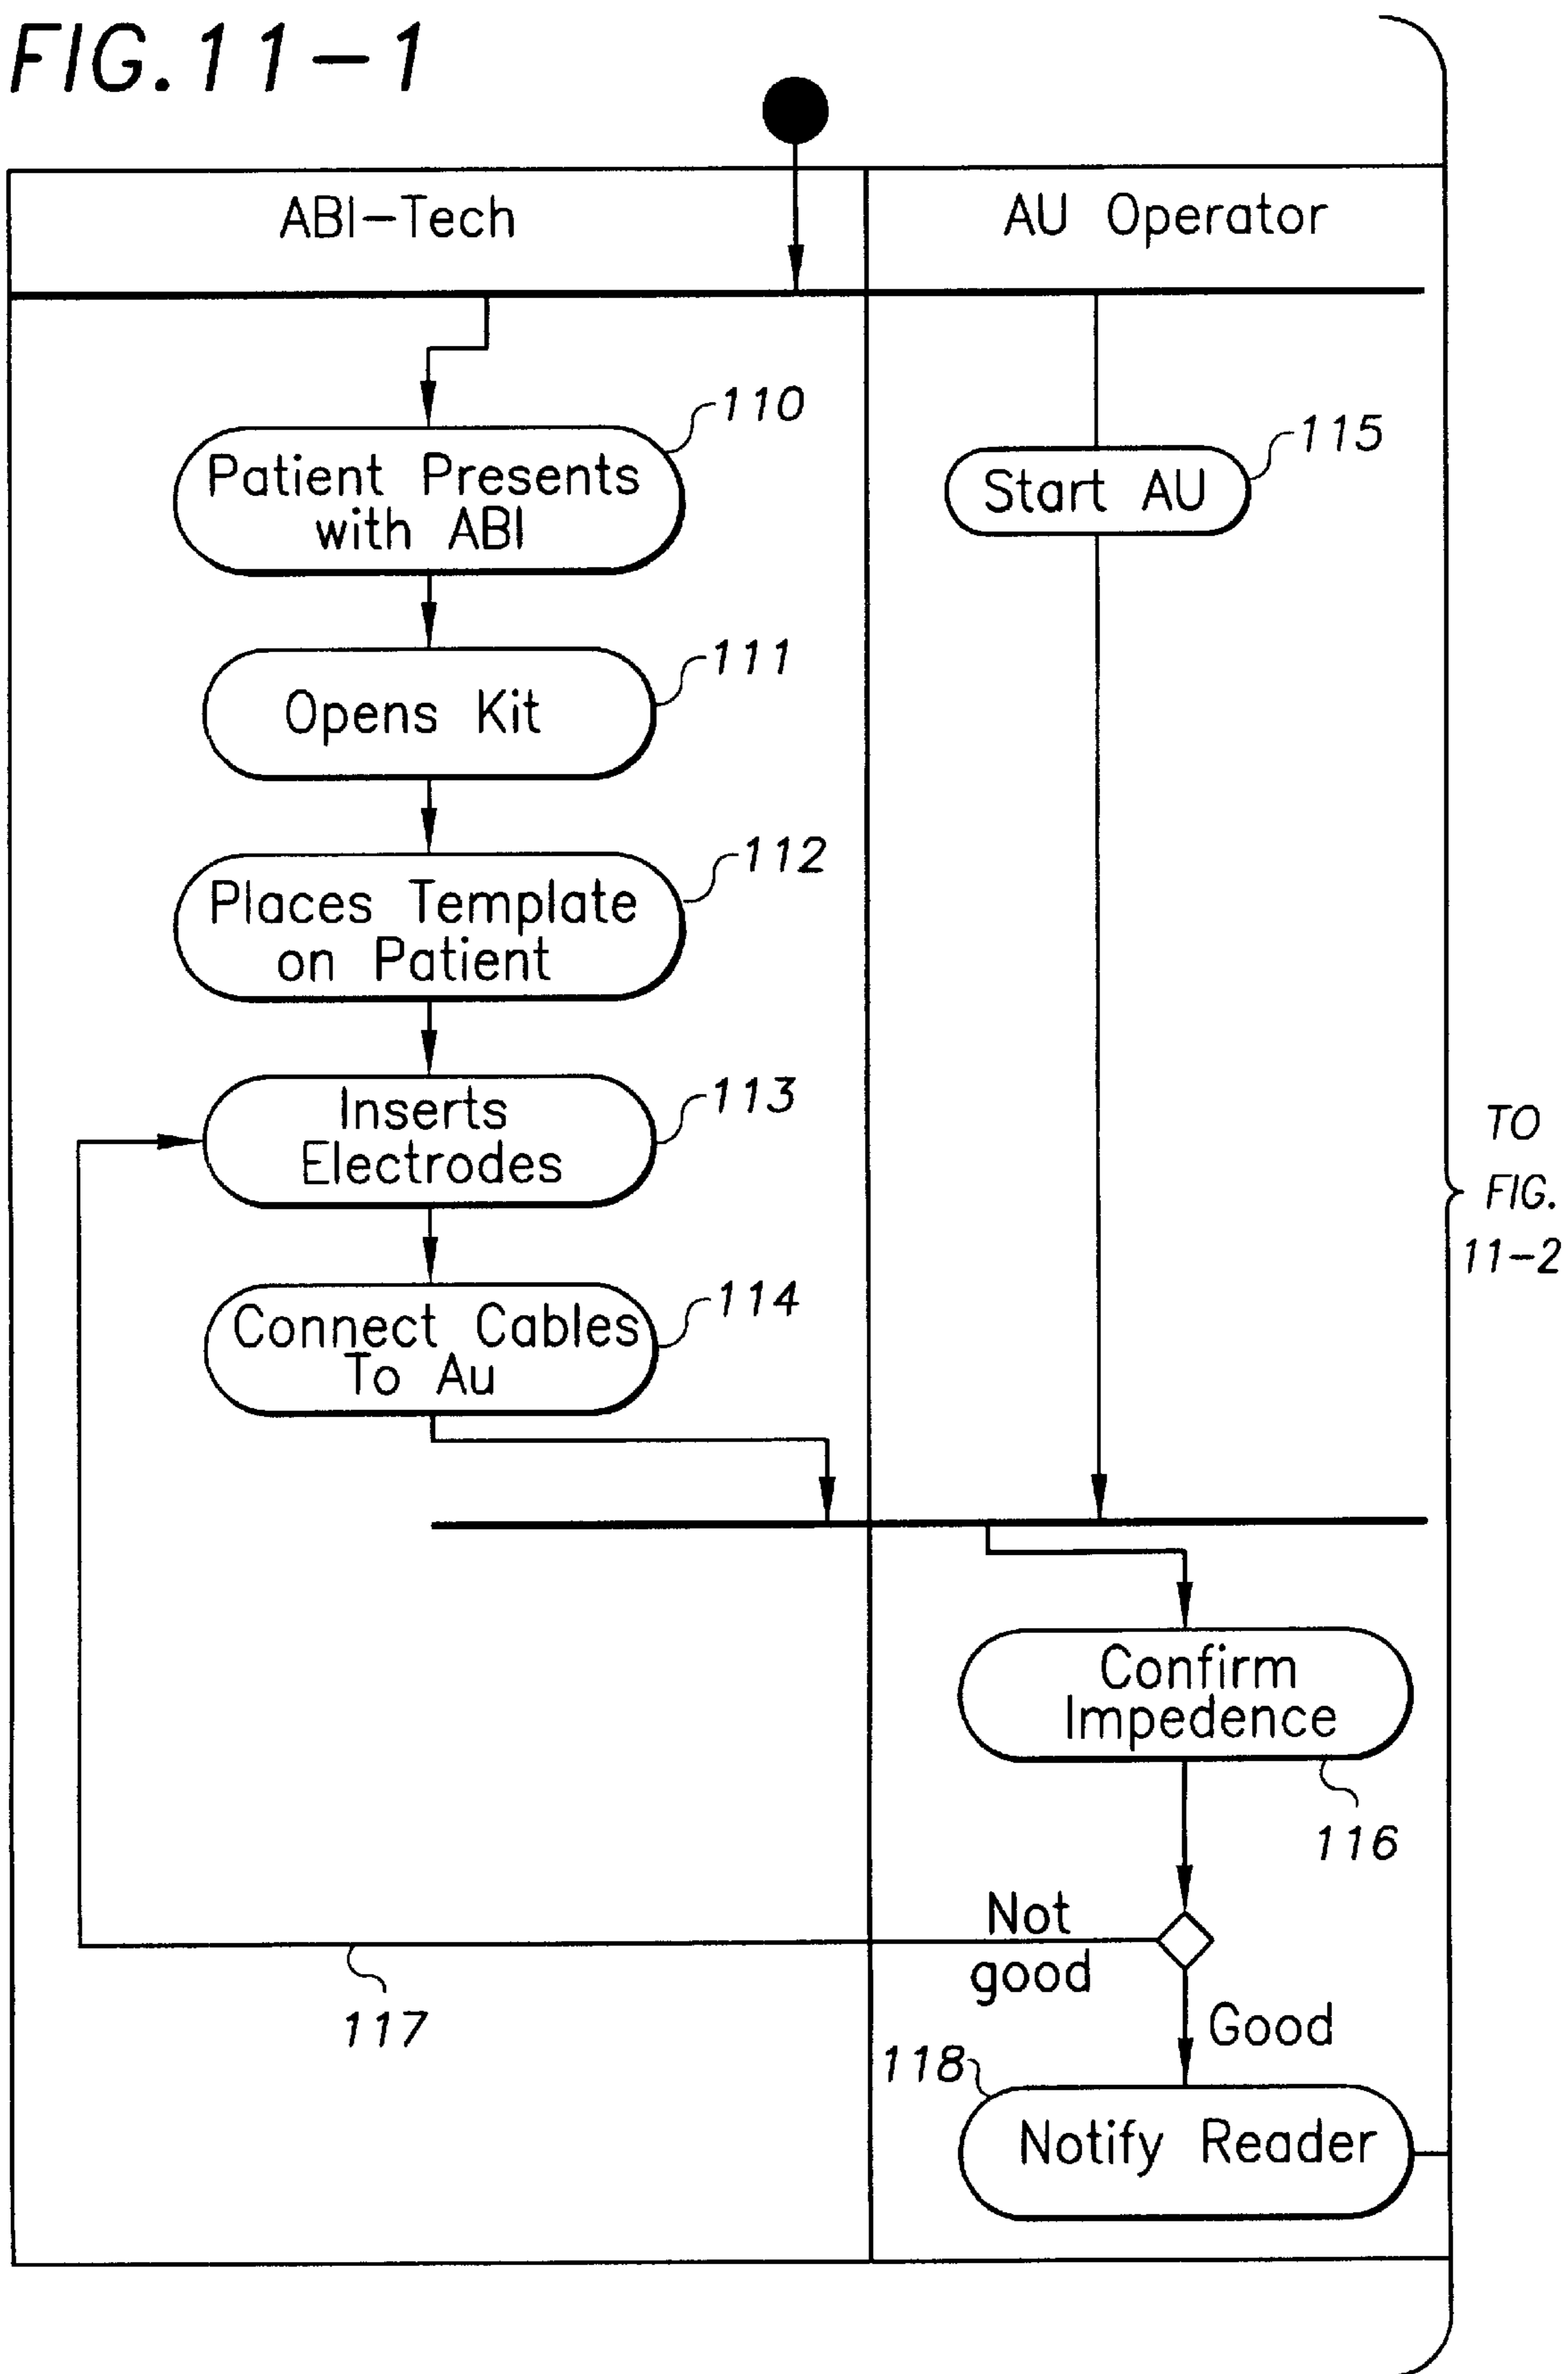 FIG. 11-1
ABI-Tech
AU Operator
110
Patient Presents
with ABI
115
Start AU
111
Opens Kit
112
Places Template
on Patient
113
Inserts
Electrodes
TO
FIG.
11-2
114
Connect Cables
To Au
Confirm
Impedence
116
Not
good
117
Good
118
Notify Reader